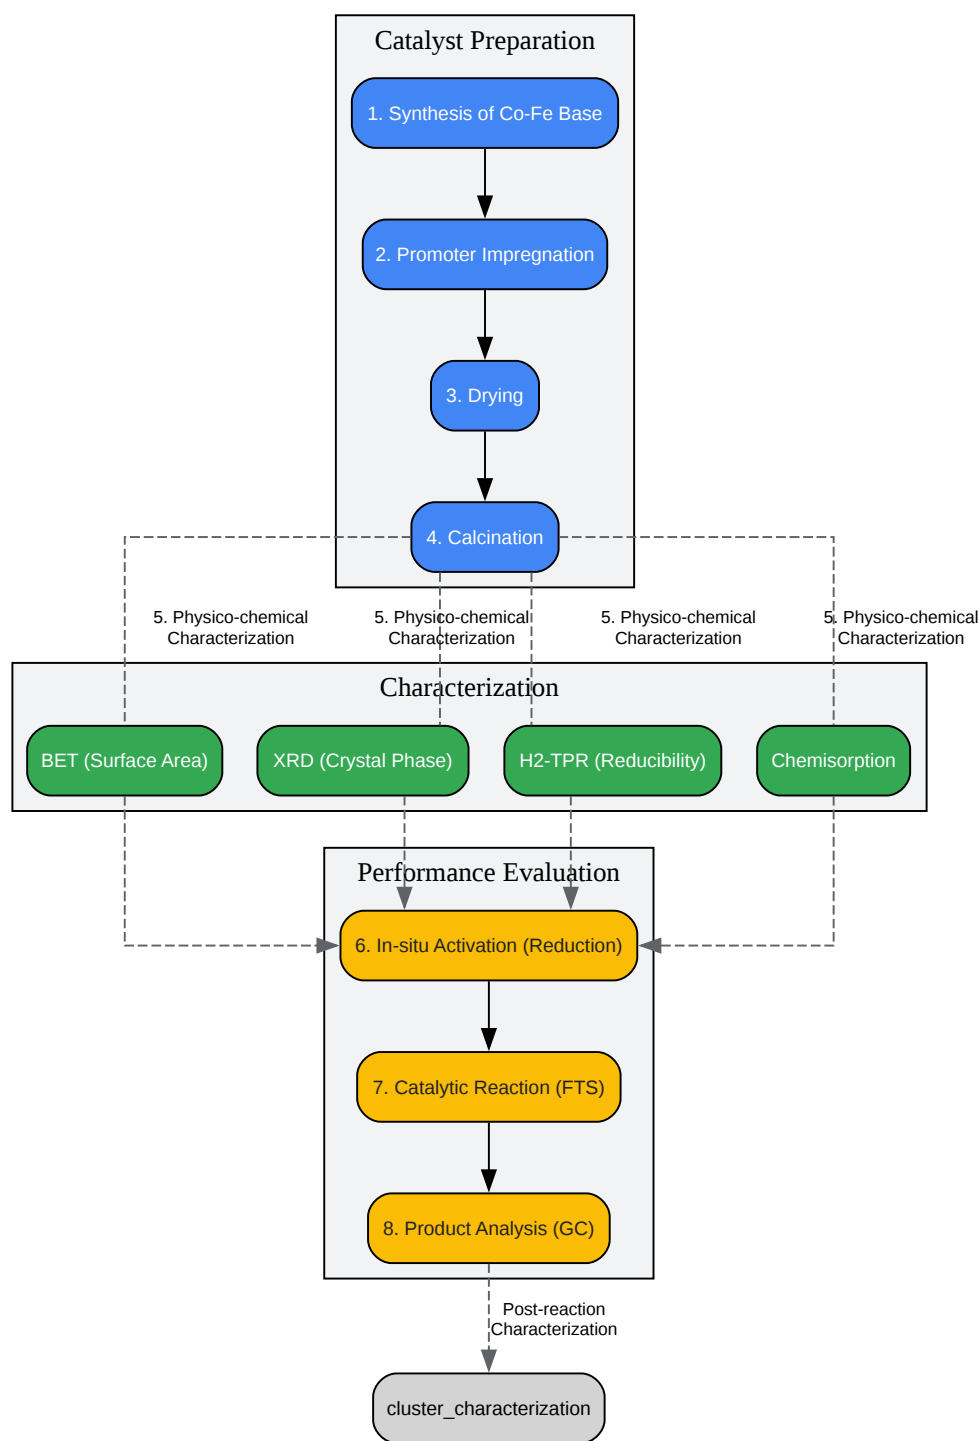 Catalyst Preparation
1. Synthesis of Co-Fe Base
2. Promoter Impregnation
3. Drying
4. Calcination
5. Physico-chemical
Characterization
5. Physico-chemical
Characterization
5. Physico-chemical
Characterization
5. Physico-chemical
Characterization
Characterization
BET (Surface Area)
XRD (Crystal Phase)
H2-TPR (Reducibility)
Chemisorption
Performance Evaluation
6. In-situ Activation (Reduction)
7. Catalytic Reaction (FTS)
8. Product Analysis (GC)
Post-reaction
Characterization
cluster_characterization